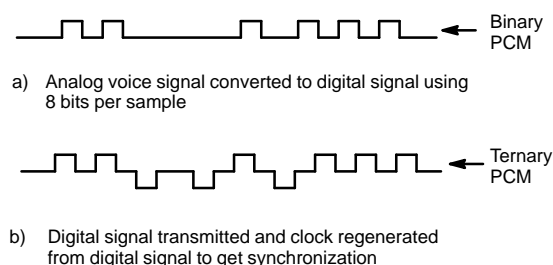 Binary
PCM
a) Analog voice signal converted to digital signal using
8 bits per sample
Ternary
PCM
b) Digital signal transmitted and clock regenerated
from digital signal to get synchronization